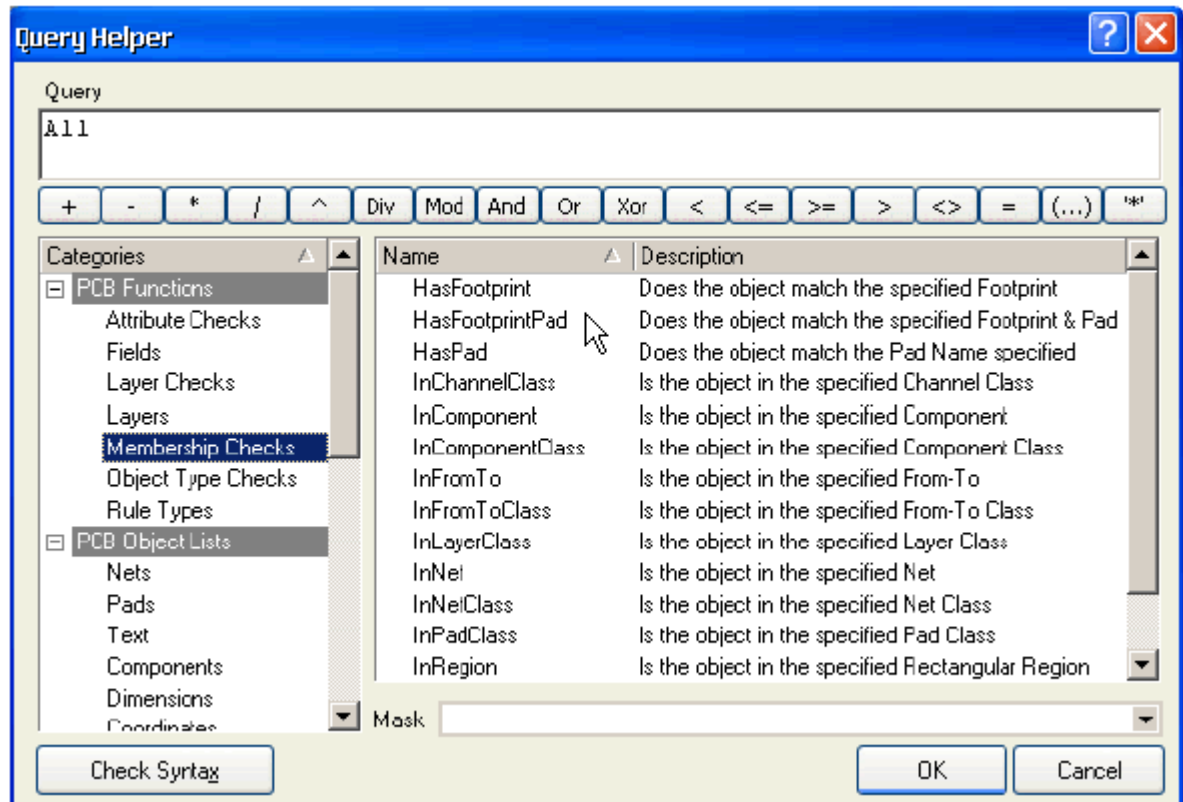 Query Helper
?
Query
All
+ - * / ^ Div Mod And Or Xor < <= >= > <> = (...) '*'
Categories
PCB Functions
Attribute Checks
Fields
Layer Checks
Layers
Membership Checks
Object Type Checks
Rule Types
PCB Object Lists
Nets
Pads
Text
Components
Dimensions
Coordinates
Name Description
HasFootprint Does the object match the specified Footprint
HasFootprintPad Does the object match the specified Footprint & Pad
HasPad Does the object match the Pad Name specified
InChannelClass Is the object in the specified Channel Class
InComponent Is the object in the specified Component
InComponentClass Is the object in the specified Component Class
InFromTo Is the object in the specified From-To
InFromToClass Is the object in the specified From-To Class
InLayerClass Is the object in the specified Layer Class
InNet Is the object in the specified Net
InNetClass Is the object in the specified Net Class
InPadClass Is the object in the specified Pad Class
InRegion Is the object in the specified Rectangular Region
Mask
Check Syntax OK Cancel